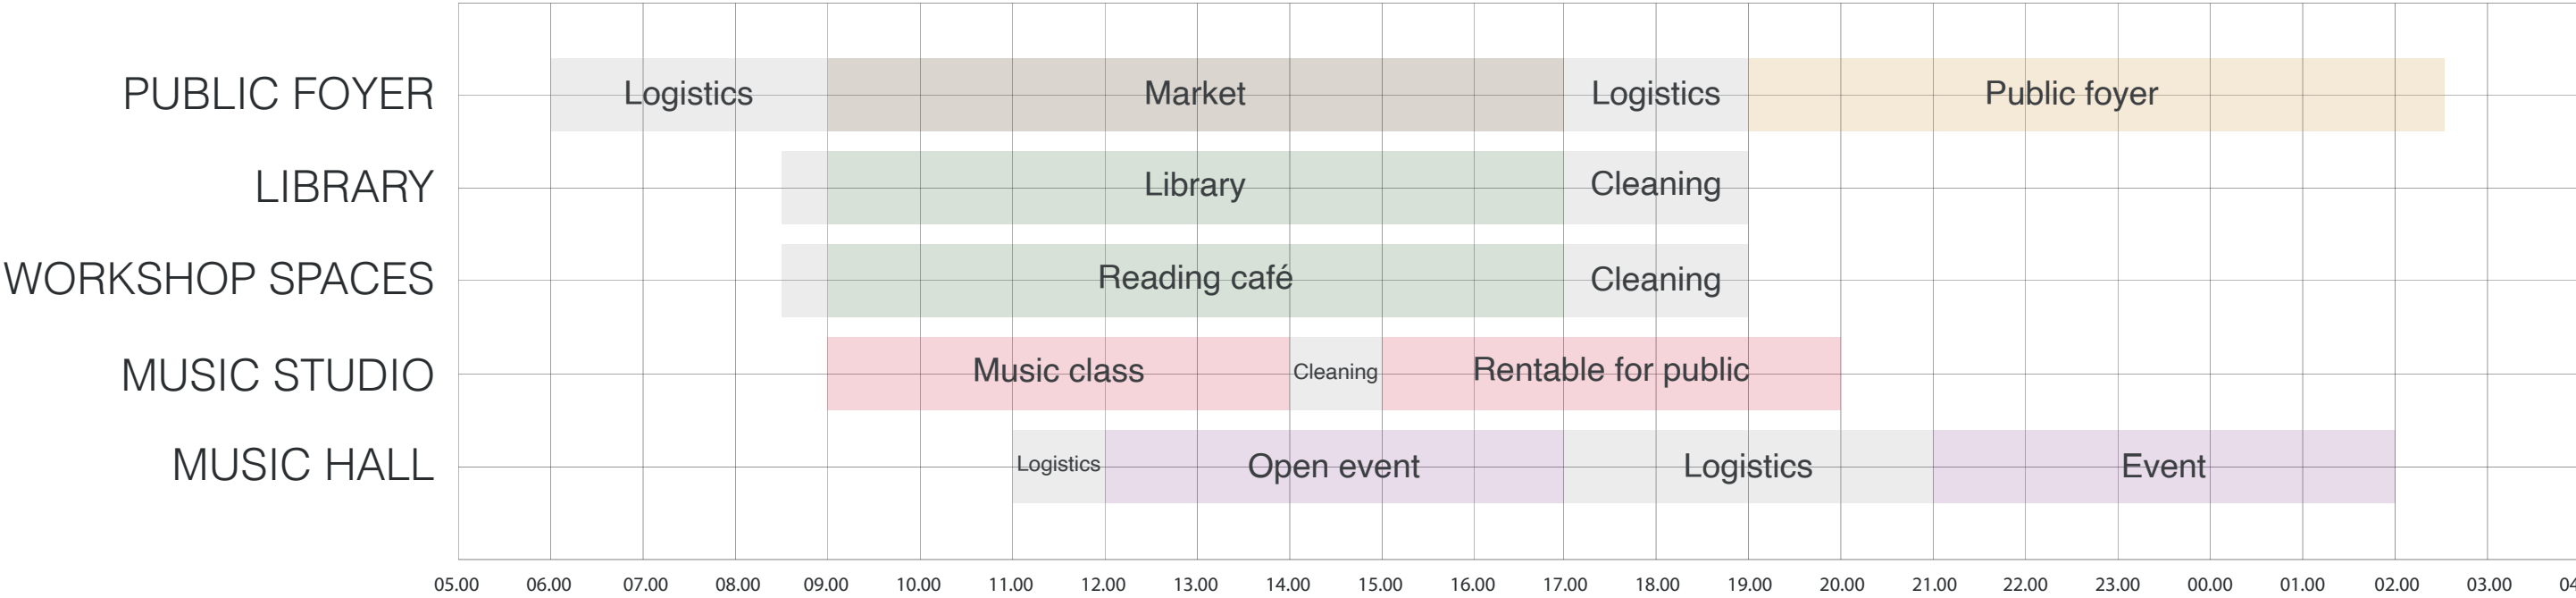 PUBLIC FOYER Logistics Market Logistics Public foyer
LIBRARY Library Cleaning
WORKSHOP SPACES Reading café Cleaning
MUSIC STUDIO Music class Cleaning Rentable for public
MUSIC HALL Logistics Open event Logistics Event
05.00 06.00 07.00 08.00 09.00 10.00 11.00 12.00 13.00 14.00 15.00 16.00 17.00 18.00 19.00 20.00 21.00 22.00 23.00 00.00 01.00 02.00 03.00